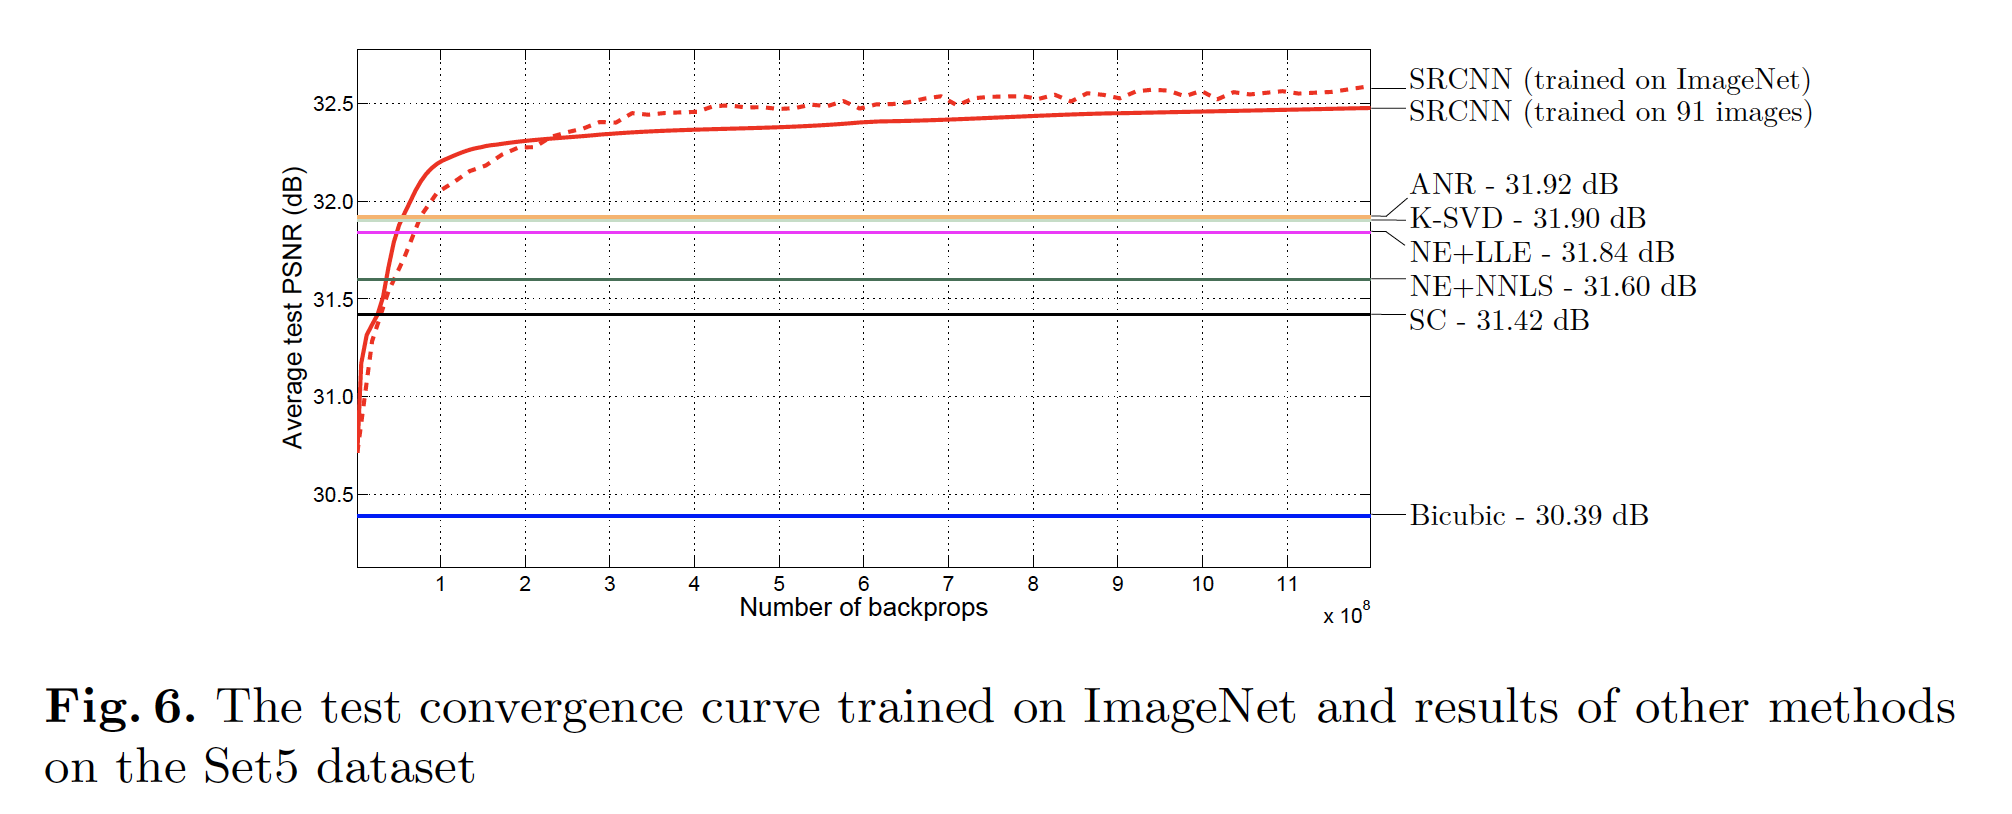 SRCNN (trained on ImageNet)
SRCNN (trained on 91 images)
ANR - 31.92 dB
K-SVD - 31.90 dB
NE+LLE - 31.84 dB
NE+NNLS - 31.60 dB
SC - 31.42 dB
Bicubic - 30.39 dB
Average test PSNR (dB)
32.5
32.0
31.5
31.0
30.5
1 2 3 4 5 6 7 8 9 10 11
Number of backprops
x 10⁸
Fig. 6. The test convergence curve trained on ImageNet and results of other methods
on the Set5 dataset